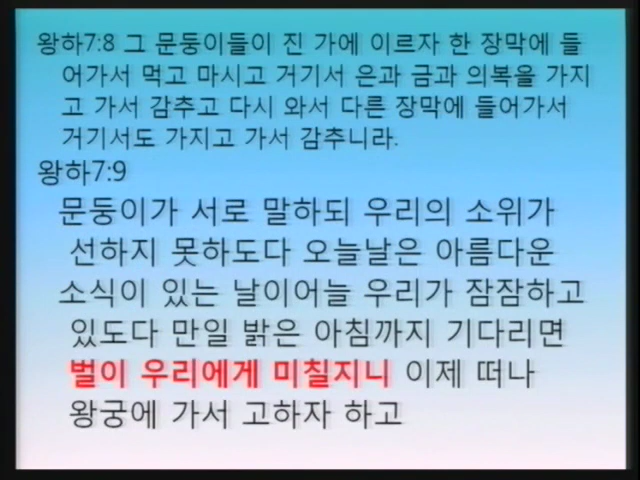 왕하7:8 그 문둥이들이 진 가에 이르자 한 장막에 들
어가서 먹고 마시고 거기서 은과 금과 의복을 가지
고 가서 감추고 다시 와서 다른 장막에 들어가서
거기서도 가지고 가서 감추니라.
왕하7:9
문둥이가 서로 말하되 우리의 소위가
선하지 못하도다 오늘날은 아름다운
소식이 있는 날이어늘 우리가 잠잠하고
있도다 만일 밝은 아침까지 기다리면
벌이 우리에게 미칠지니 이제 떠나
왕궁에 가서 고하자 하고